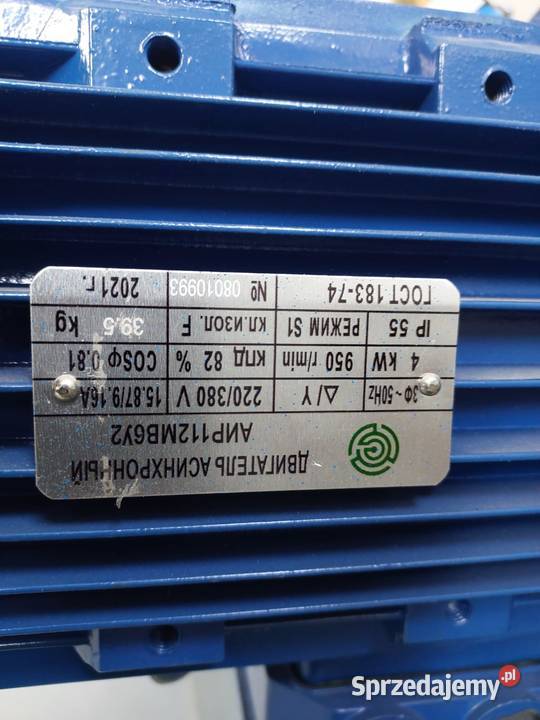 ДВИГАТЕЛЬ АСИНХРОННЫЙ
АИР112МВ6У2
3Ф~50Hz Δ/Y 220/380 V 15.87/9.16A
4 kW 950 r/min КПД 82 % COSφ 0.81
IP 55 РЕЖИМ S1 КЛ.ИЗОЛ. F 39,5 kg
ГОСТ 183-74 № 08010993 2021 г.
Sprzedajemy.pl